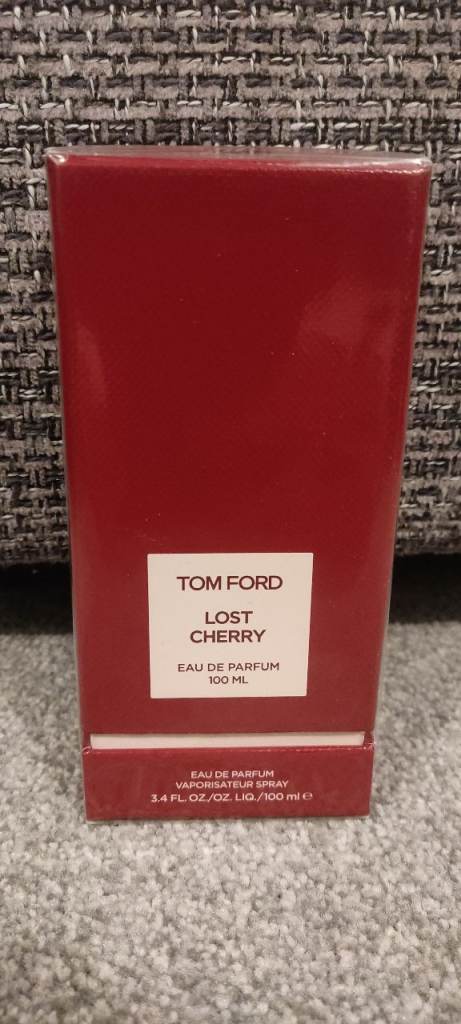 TOM FORD
LOST
CHERRY
EAU DE PARFUM
100 ML
EAU DE PARFUM
VAPORISATEUR SPRAY
3.4 FL. OZ./OZ. LIQ./100 ml ℮